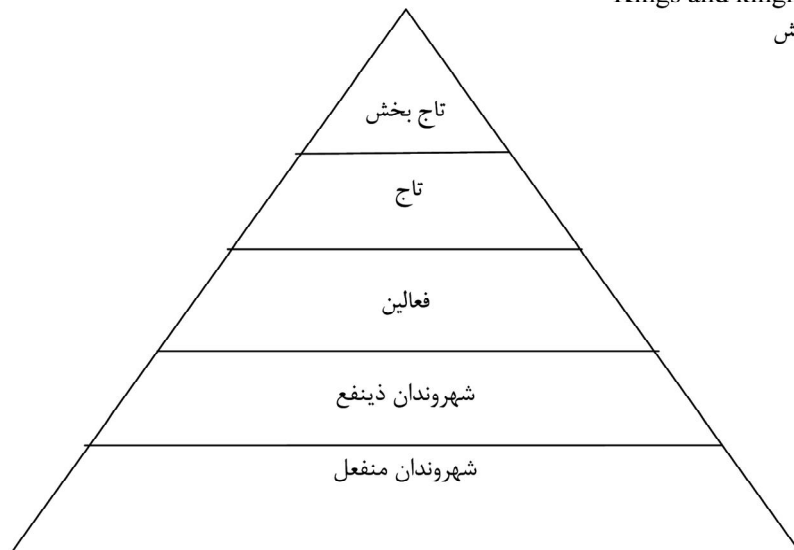 Kings and
تاج بخش
تاج
فعالین
شهروندان ذینفع
شهروندان منفعل